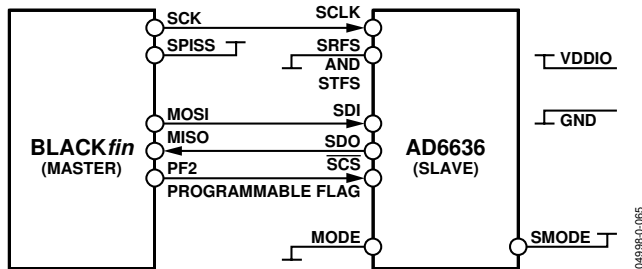 SCK
SCLK
SPISS
SRFS
AND
STFS
VDDIO
MOSI
SDI
GND
BLACKfin
(MASTER)
MISO
SDO
AD6636
(SLAVE)
PF2
SCS
PROGRAMMABLE FLAG
MODE
SMODE
04998-0-065